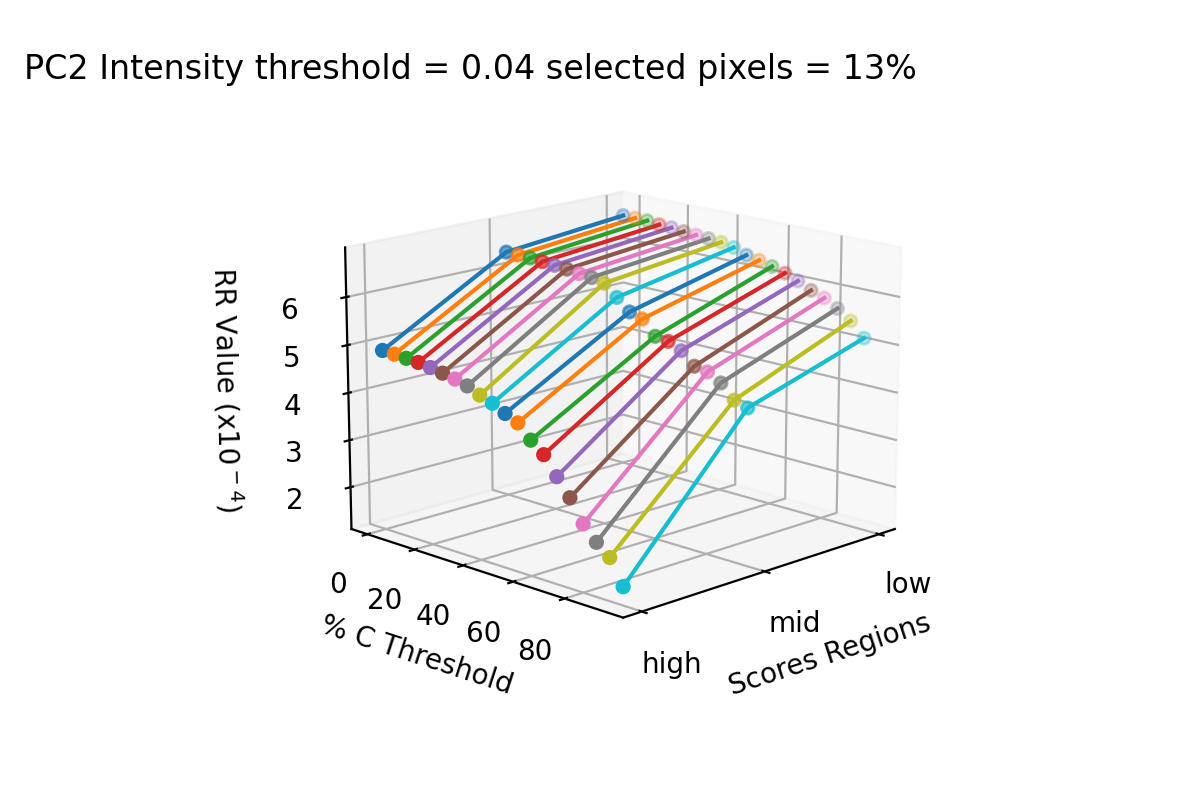 PC2 Intensity threshold = 0.04 selected pixels = 13%
RR Value (x10⁻⁴)
6
5
4
3
2
0
20
40
60
80
% C Threshold
high
mid
low
Scores Regions